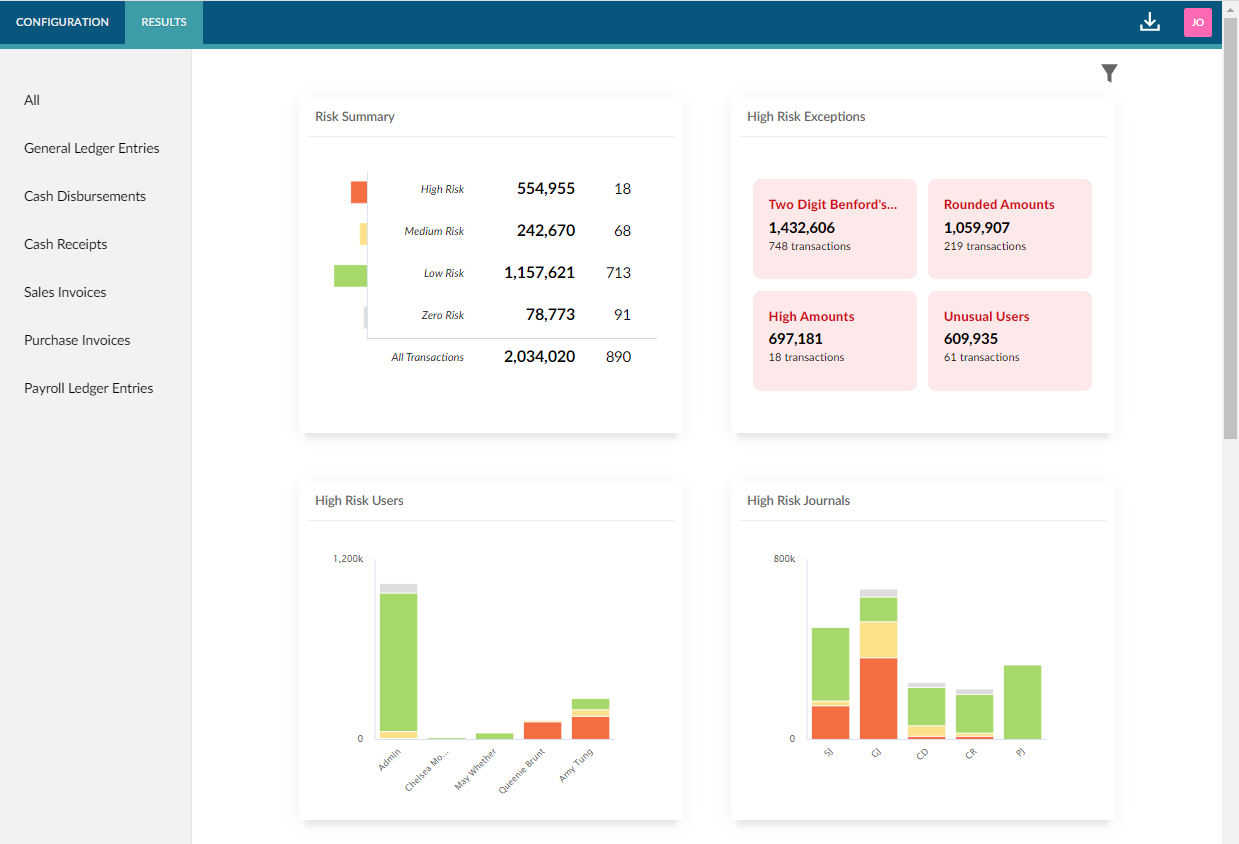 CONFIGURATION
RESULTS
JO
All
General Ledger Entries
Cash Disbursements
Cash Receipts
Sales Invoices
Purchase Invoices
Payroll Ledger Entries
Risk Summary
High Risk 554,955 18
Medium Risk 242,670 68
Low Risk 1,157,621 713
Zero Risk 78,773 91
All Transactions 2,034,020 890
High Risk Exceptions
Two Digit Benford's...
1,432,606
748 transactions
Rounded Amounts
1,059,907
219 transactions
High Amounts
697,181
18 transactions
Unusual Users
609,935
61 transactions
High Risk Users
1,200k
0
Admin
Chelsea Mo...
May Whether
Queenie Brunt
Amy Tung
High Risk Journals
800k
0
SJ
GJ
CD
CR
PJ